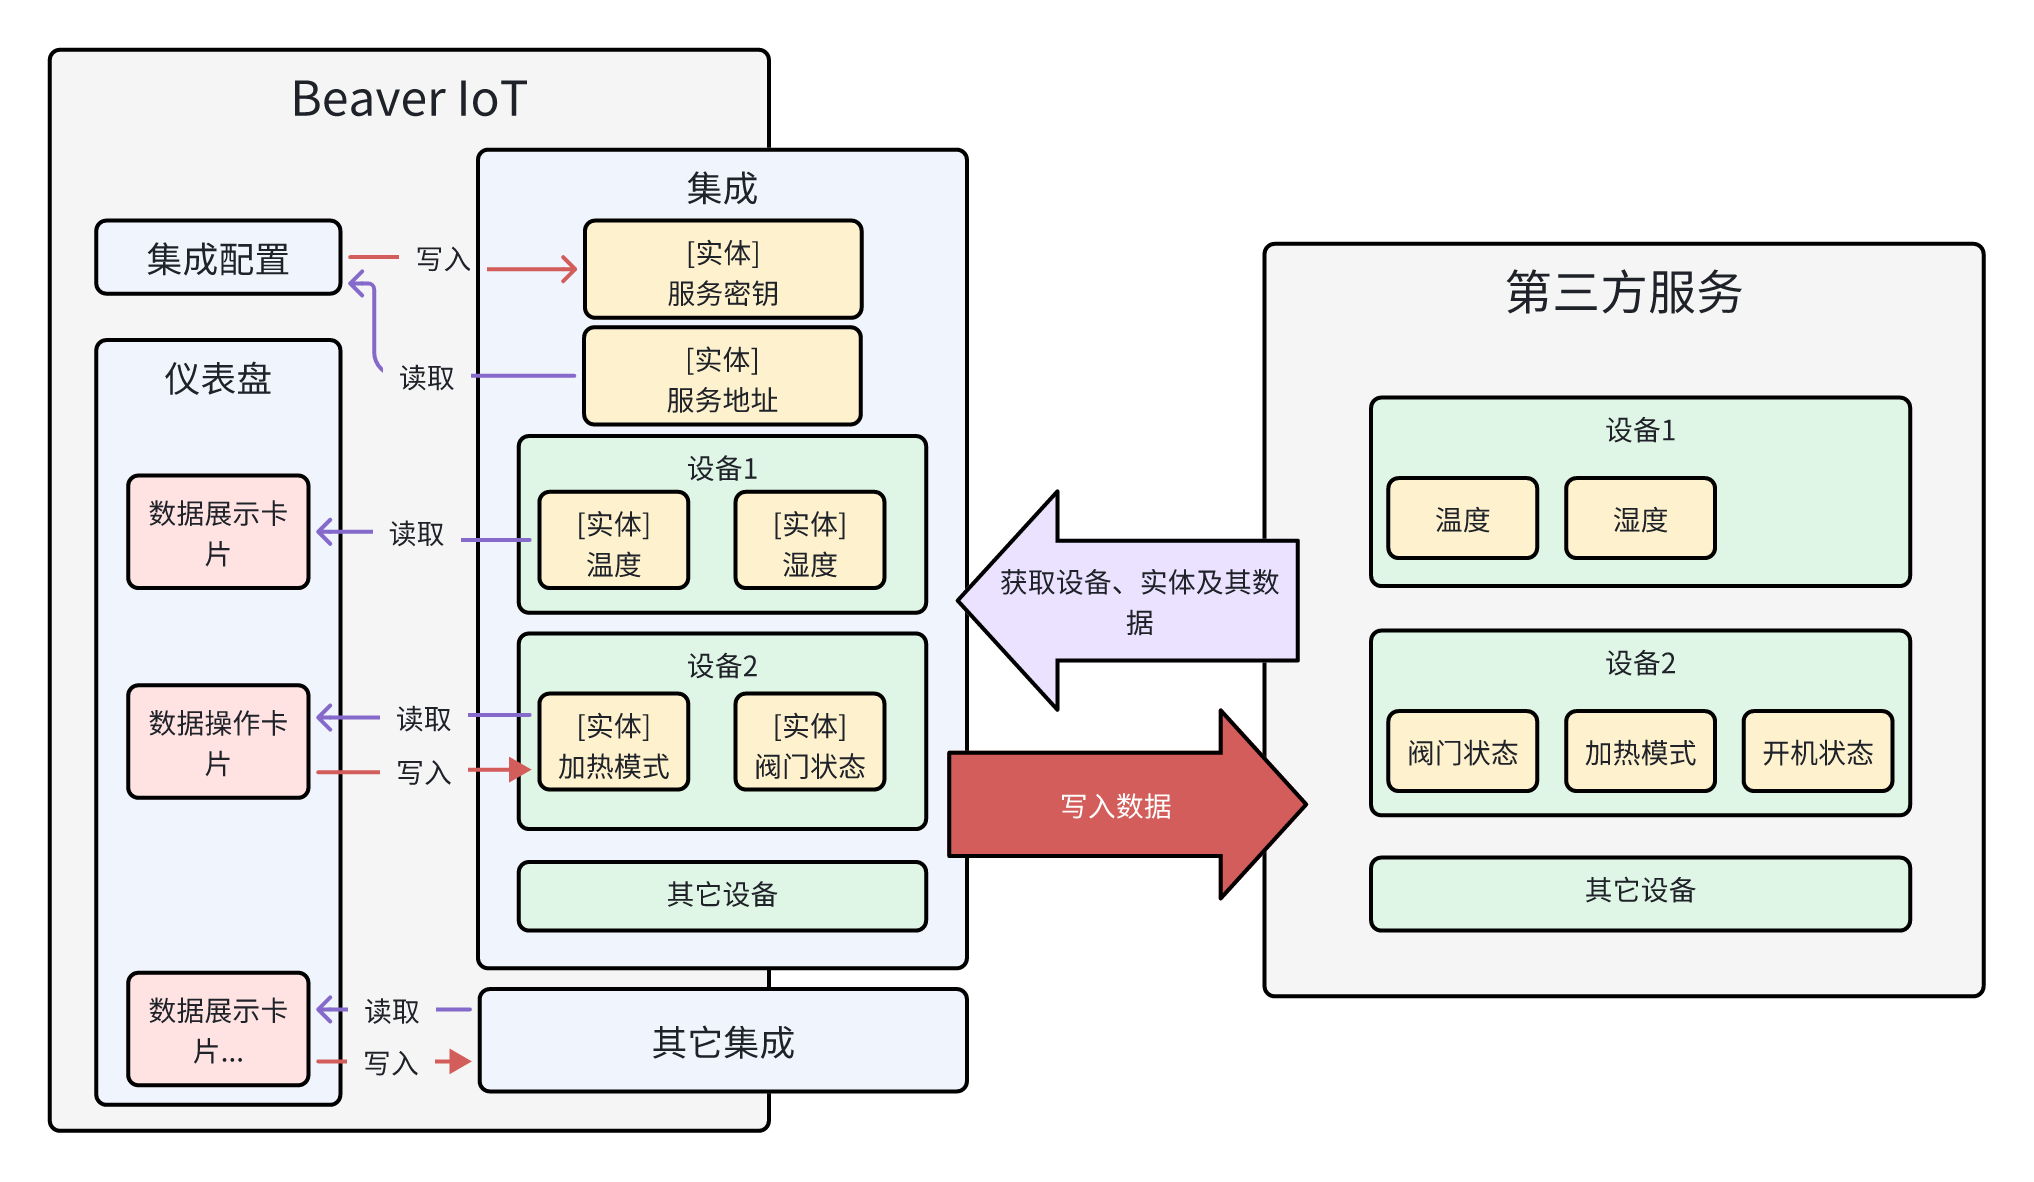 Beaver IoT
集成配置
写入
读取
仪表盘
数据展示卡
片
读取
数据操作卡
片
读取
写入
数据展示卡
片...
读取
写入
集成
[实体]
服务密钥
[实体]
服务地址
设备1
[实体]
温度
[实体]
湿度
设备2
[实体]
加热模式
[实体]
阀门状态
其它设备
其它集成
获取设备、实体及其数
据
写入数据
第三方服务
设备1
温度
湿度
设备2
阀门状态
加热模式
开机状态
其它设备